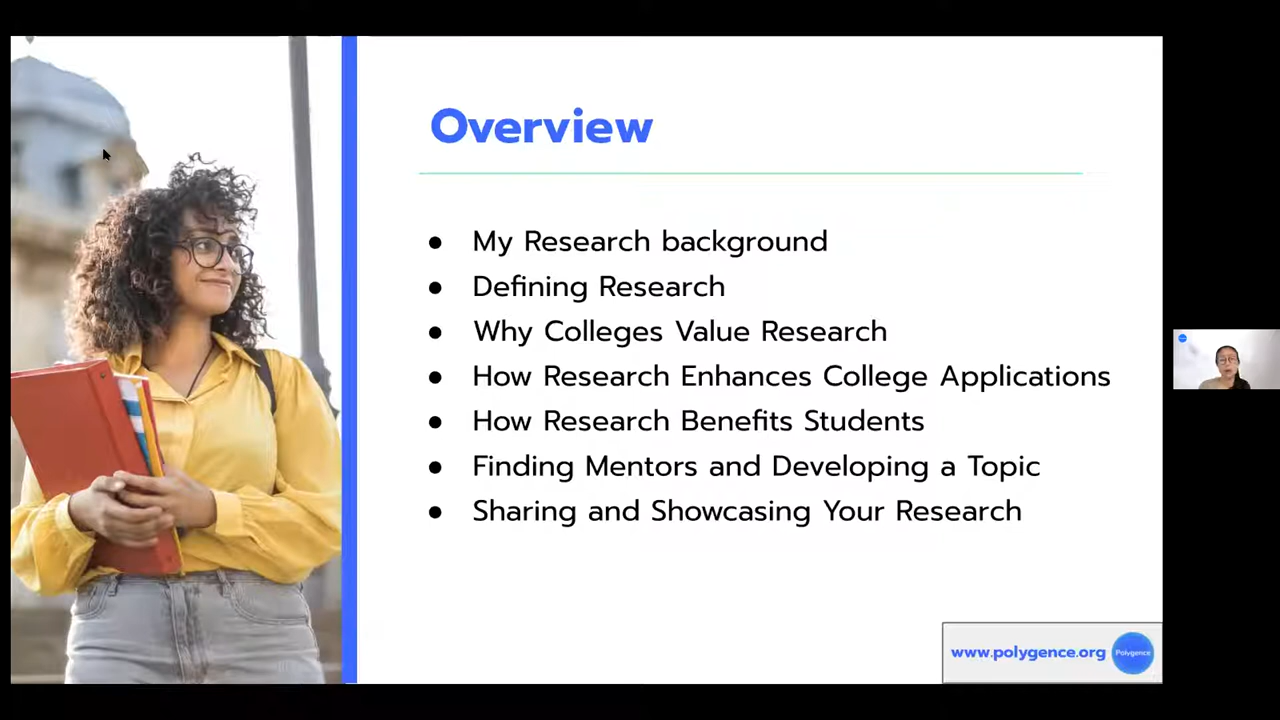 Overview
● My Research background
● Defining Research
● Why Colleges Value Research
● How Research Enhances College Applications
● How Research Benefits Students
● Finding Mentors and Developing a Topic
● Sharing and Showcasing Your Research
www.polygence.org Polygence